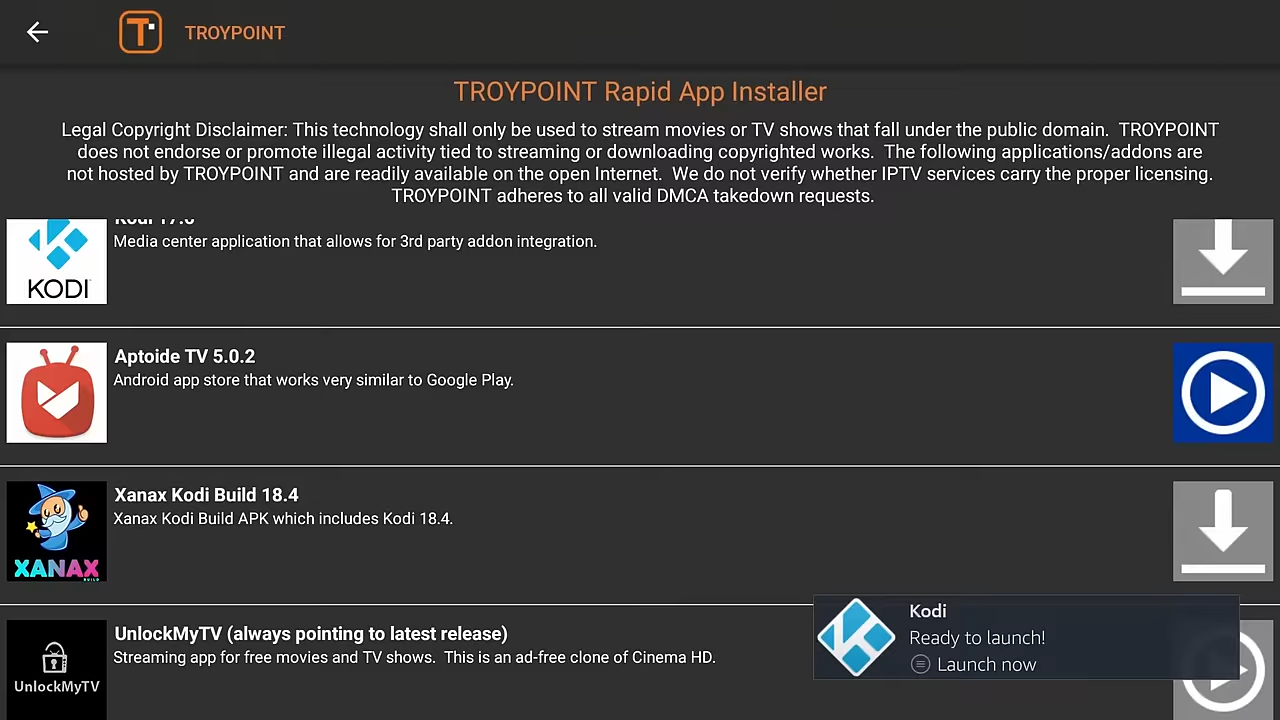 TROYPOINT
TROYPOINT Rapid App Installer
Legal Copyright Disclaimer: This technology shall only be used to stream movies or TV shows that fall under the public domain. TROYPOINT
does not endorse or promote illegal activity tied to streaming or downloading copyrighted works. The following applications/addons are
not hosted by TROYPOINT and are readily available on the open Internet. We do not verify whether IPTV services carry the proper licensing.
TROYPOINT adheres to all valid DMCA takedown requests.
Kodi 17.6
Media center application that allows for 3rd party addon integration.
KODI
Aptoide TV 5.0.2
Android app store that works very similar to Google Play.
Xanax Kodi Build 18.4
Xanax Kodi Build APK which includes Kodi 18.4.
XANAX
BUILD
UnlockMyTV (always pointing to latest release)
Streaming app for free movies and TV shows. This is an ad-free clone of Cinema HD.
UnlockMyTV
Kodi
Ready to launch!
Launch now